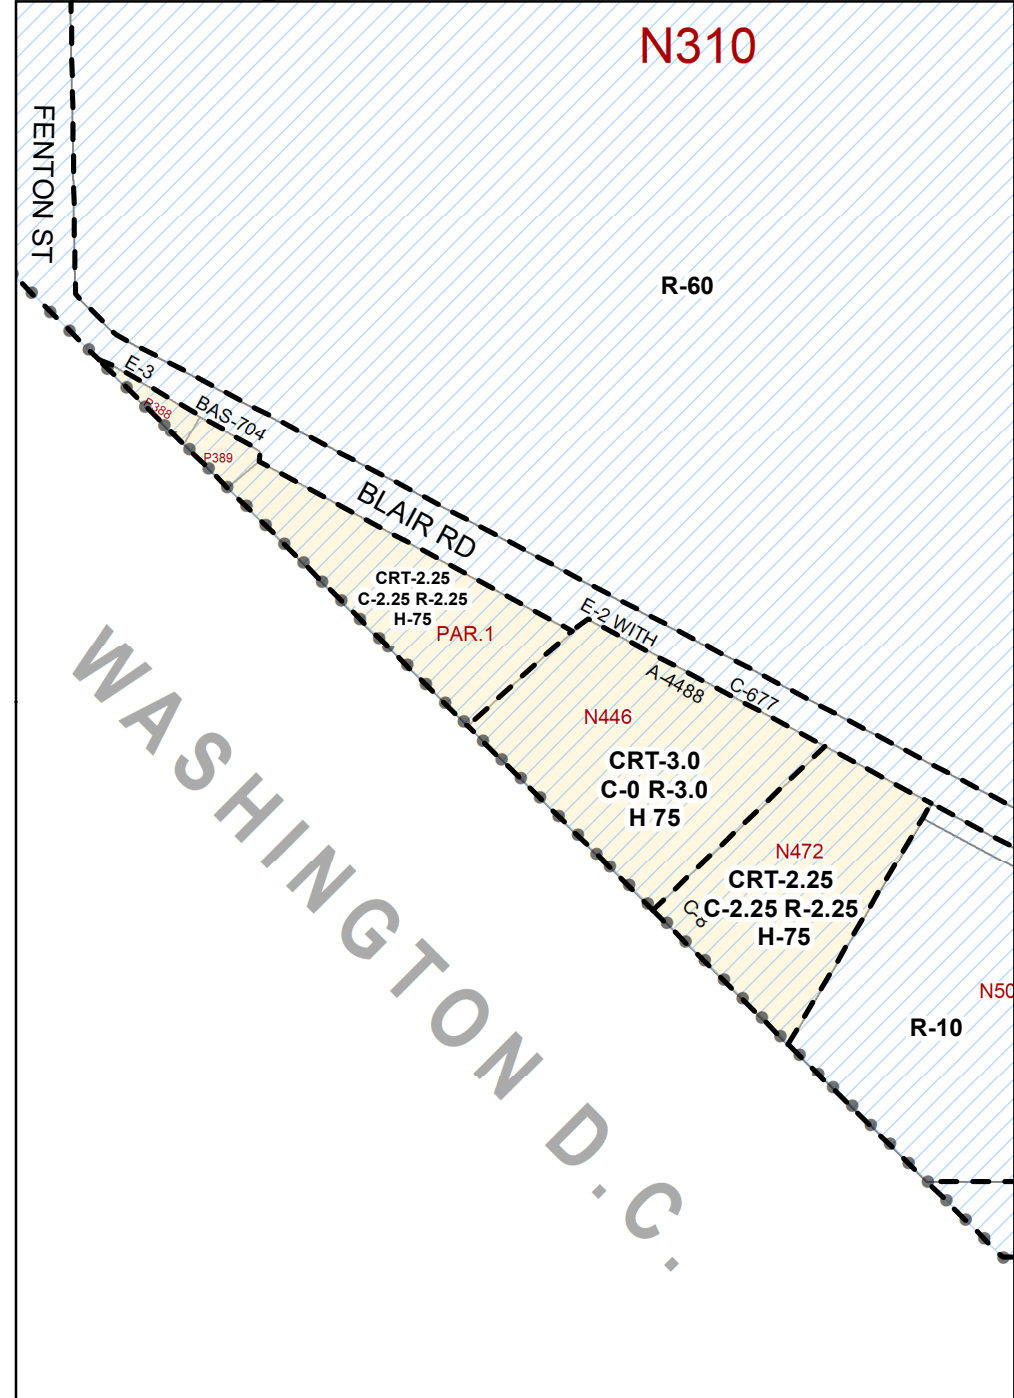 N310
FENTON ST
R-60
E-3
P388
BAS-704
P389
BLAIR RD
CRT-2.25
C-2.25 R-2.25
H-75
PAR.1
E-2 WITH
A-4488
C-677
N446
CRT-3.0
C-0 R-3.0
H 75
N472
CRT-2.25
C-2.25 R-2.25
H-75
WASHINGTON D.C.
N50
R-10